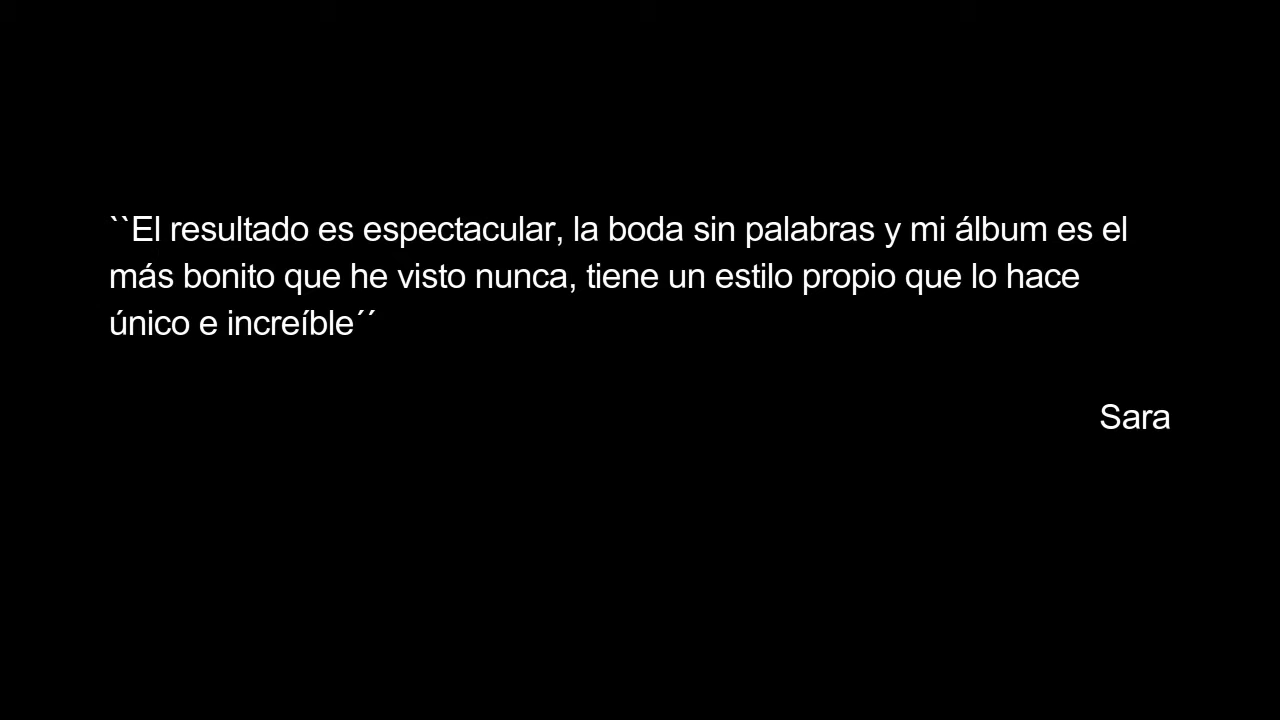 ``El resultado es espectacular, la boda sin palabras y mi álbum es el
más bonito que he visto nunca, tiene un estilo propio que lo hace
único e increíble´´
Sara